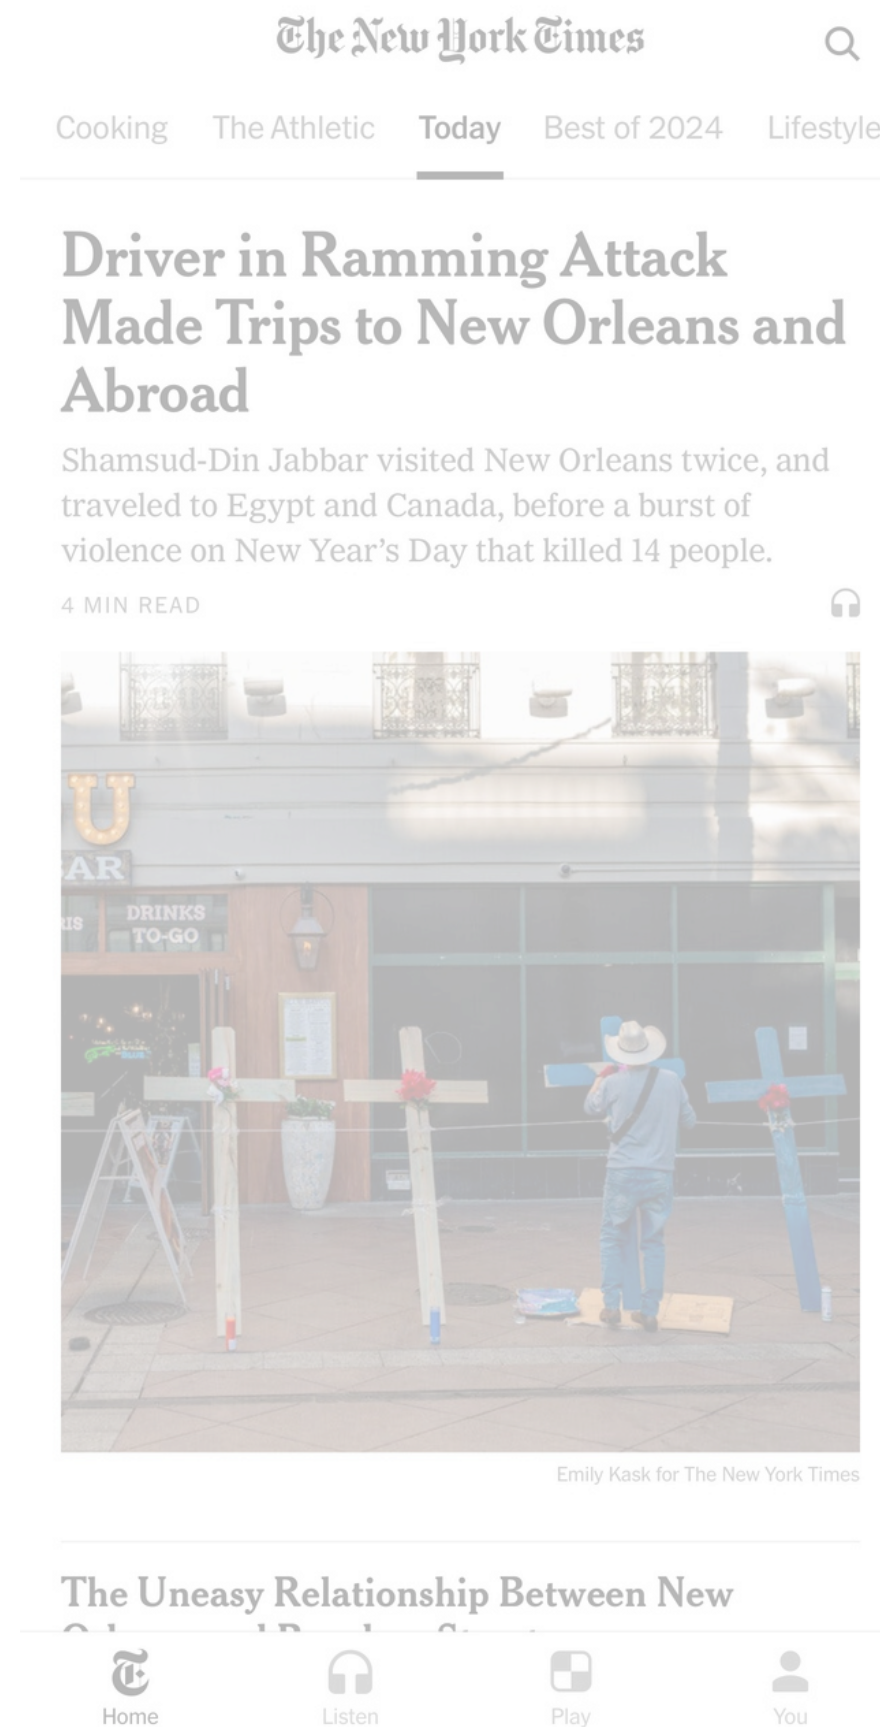 The New York Times
Cooking The Athletic Today Best of 2024 Lifestyle
Driver in Ramming Attack
Made Trips to New Orleans and
Abroad
Shamsud-Din Jabbar visited New Orleans twice, and
traveled to Egypt and Canada, before a burst of
violence on New Year’s Day that killed 14 people.
4 MIN READ
U
AR
RIS
DRINKS
TO-GO
Emily Kask for The New York Times
The Uneasy Relationship Between New
Home Listen Play You